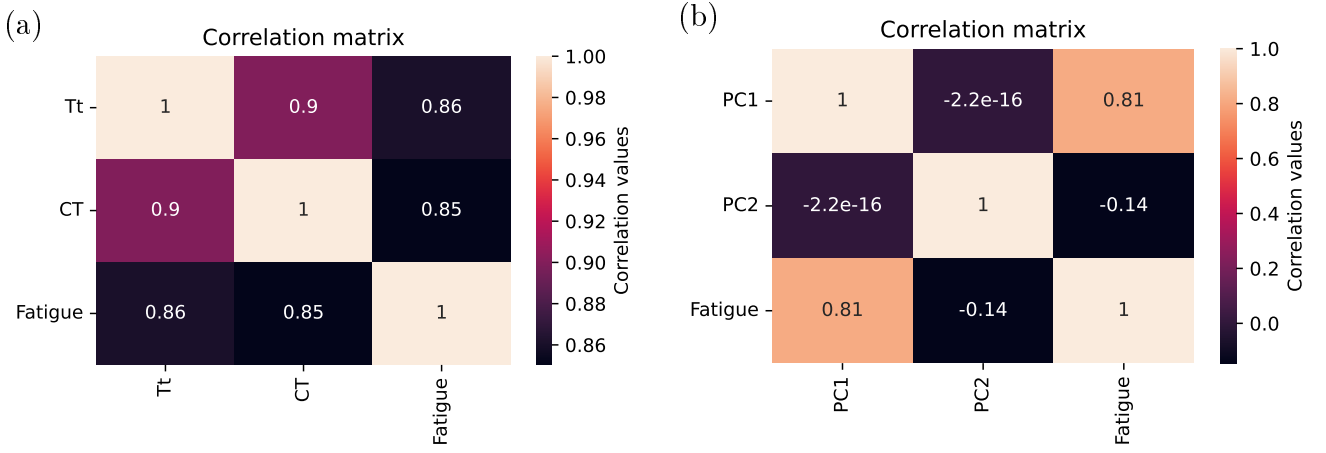 (a)
Correlation matrix
Tt
CT
Fatigue
1 0.9 0.86
0.9 1 0.85
0.86 0.85 1
Tt CT Fatigue
1.00
0.98
0.96
0.94
0.92
0.90
0.88
0.86
Correlation values
(b)
Correlation matrix
PC1
PC2
Fatigue
1 -2.2e-16 0.81
-2.2e-16 1 -0.14
0.81 -0.14 1
PC1 PC2 Fatigue
1.0
0.8
0.6
0.4
0.2
0.0
Correlation values